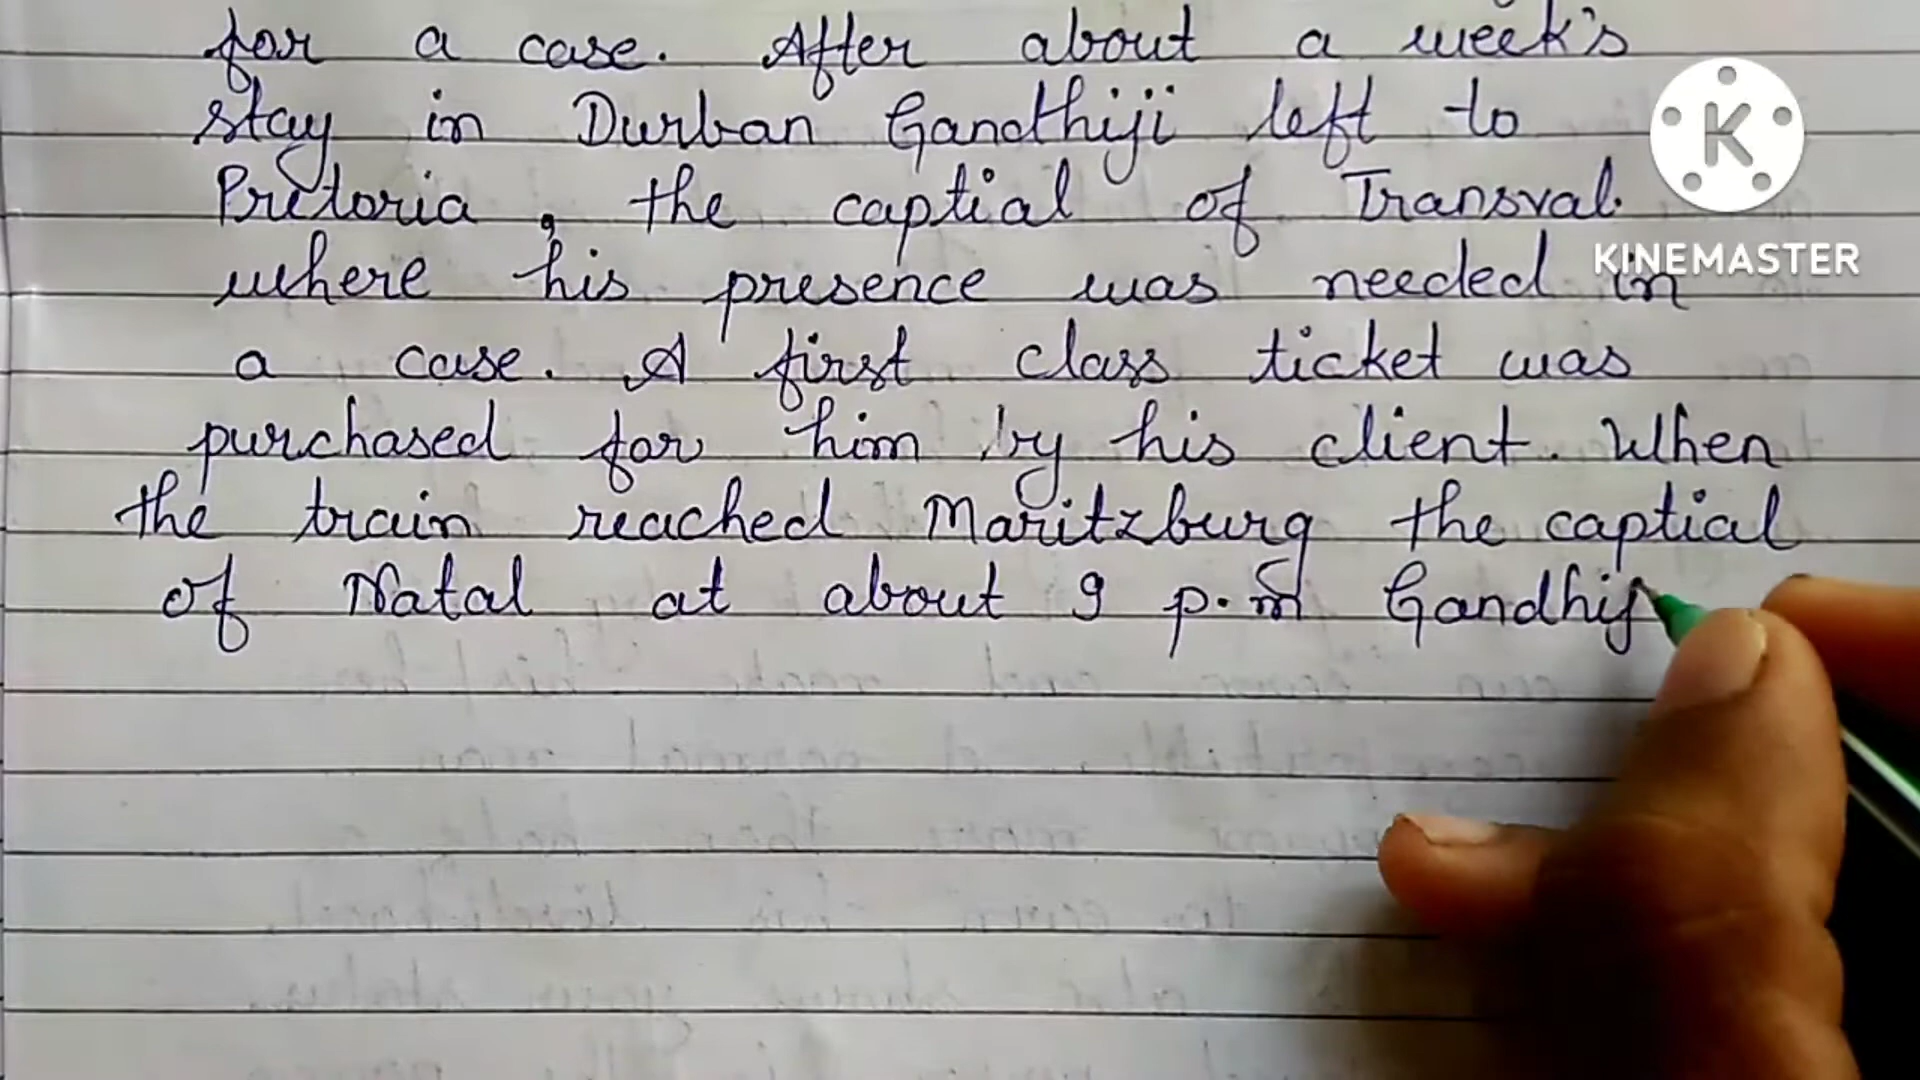 for a case. After about a week's
stay in Durban Gandhiji left to
Pretoria, the captial of Transval.
where his presence was needed in
a case. A first class ticket was
purchased for him by his client. When
the train reached Maritzburg the captial
of Natal at about 9 p.m Gandhij
K
KINEMASTER